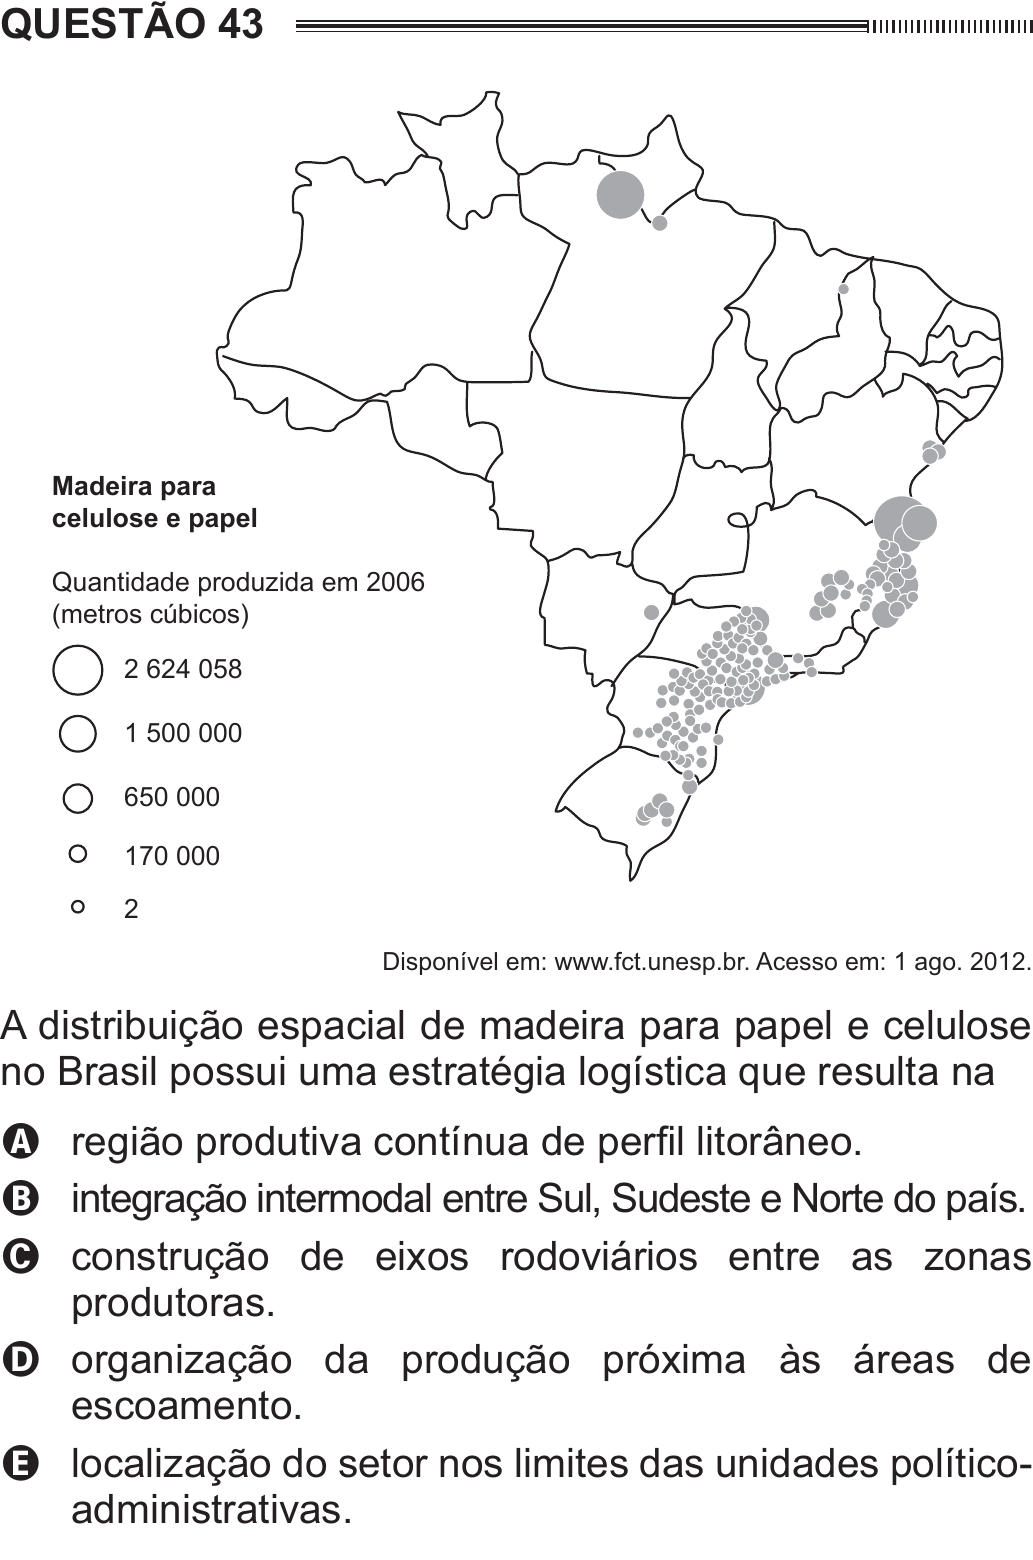 QUESTÃO 43
Madeira para
celulose e papel
Quantidade produzida em 2006
(metros cúbicos)
2 624 058
1 500 000
650 000
170 000
2
Disponível em: www.fct.unesp.br. Acesso em: 1 ago. 2012.
A distribuição espacial de madeira para papel e celulose
no Brasil possui uma estratégia logística que resulta na
A região produtiva contínua de perfil litorâneo.
B integração intermodal entre Sul, Sudeste e Norte do país.
C construção de eixos rodoviários entre as zonas
produtoras.
D organização da produção próxima às áreas de
escoamento.
E localização do setor nos limites das unidades político-
administrativas.